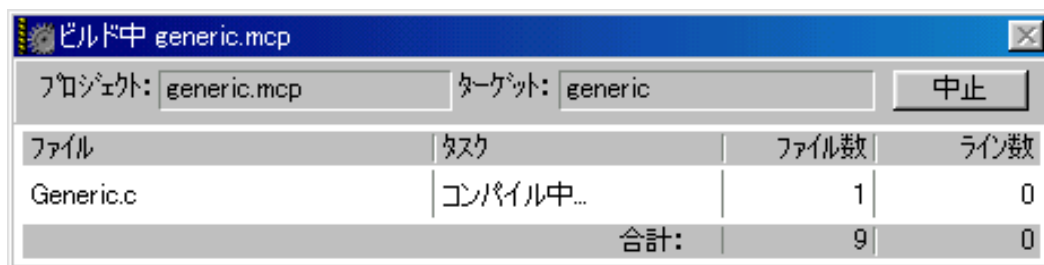 ビルド中 generic.mcp
プロジェクト: generic.mcp ターゲット: generic 中止
ファイル タスク ファイル数 ライン数
Generic.c コンパイル中... 1 0
合計: 9 0